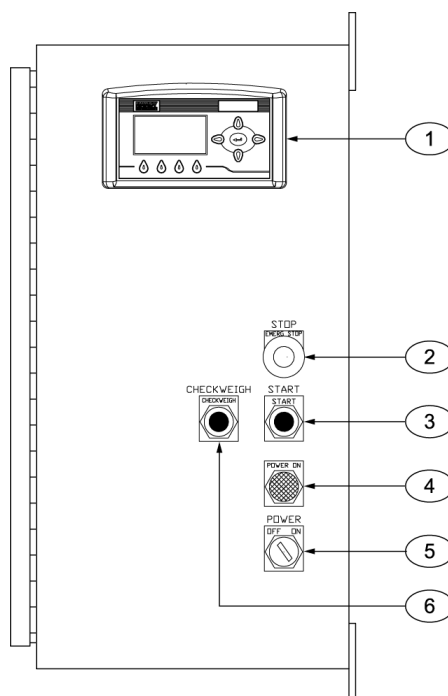 1
STOP
EMERG. STOP
2
CHECKWEIGH
START
CHECKWEIGH
START
3
POWER ON
4
POWER
OFF ON
5
6